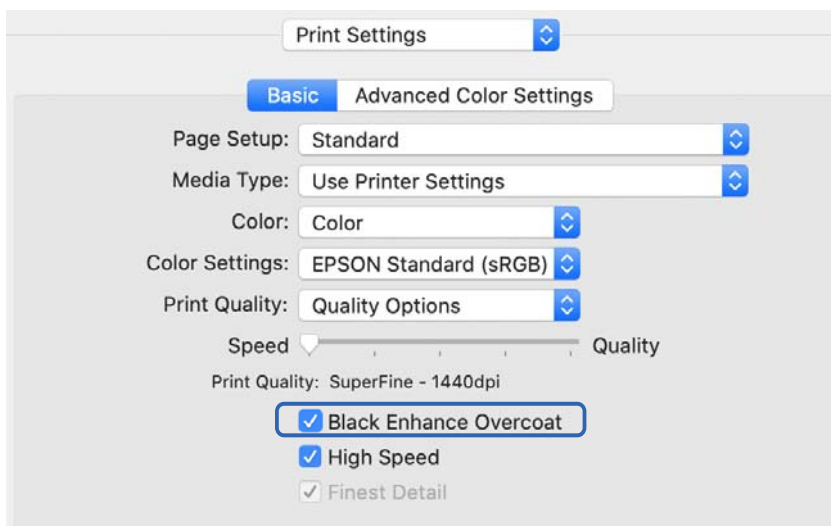 Print Settings
Basic Advanced Color Settings
Page Setup: Standard
Media Type: Use Printer Settings
Color: Color
Color Settings: EPSON Standard (sRGB)
Print Quality: Quality Options
Speed Quality
Print Quality: SuperFine - 1440dpi
Black Enhance Overcoat
High Speed
Finest Detail